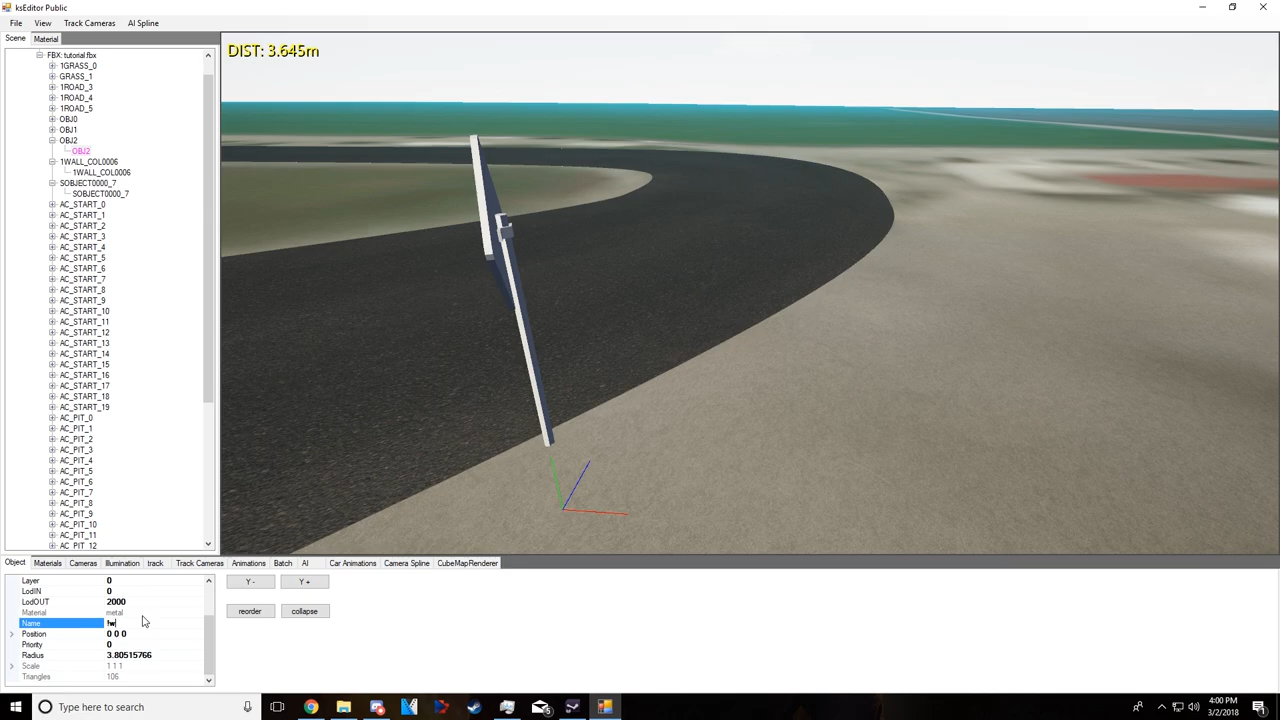 ksEditor Public
File View Track Cameras AI Spline
Scene Material
DIST: 3.645m
FBX: tutorial.fbx
1GRASS_0
GRASS_1
1ROAD_3
1ROAD_4
1ROAD_5
OBJ0
OBJ1
OBJ2
OBJ2
1WALL_COL0006
1WALL_COL0006
SOBJECT0000_7
SOBJECT0000_7
AC_START_0
AC_START_1
AC_START_2
AC_START_3
AC_START_4
AC_START_5
AC_START_6
AC_START_7
AC_START_8
AC_START_9
AC_START_10
AC_START_11
AC_START_12
AC_START_13
AC_START_14
AC_START_15
AC_START_16
AC_START_17
AC_START_18
AC_START_19
AC_PIT_0
AC_PIT_1
AC_PIT_2
AC_PIT_3
AC_PIT_4
AC_PIT_5
AC_PIT_6
AC_PIT_7
AC_PIT_8
AC_PIT_9
AC_PIT_10
AC_PIT_11
AC_PIT_12
Object Materials Cameras Illumination track Track Cameras Animations Batch AI Car Animations Camera Spline CubeMapRenderer
Layer 0
LodIN 0
LodOUT 2000
Material metal
Name !w
Position 0 0 0
Priority 0
Radius 3.80515766
Scale 1 1 1
Triangles 106
Y - Y +
reorder collapse
Type here to search
4:00 PM
3/2/2018